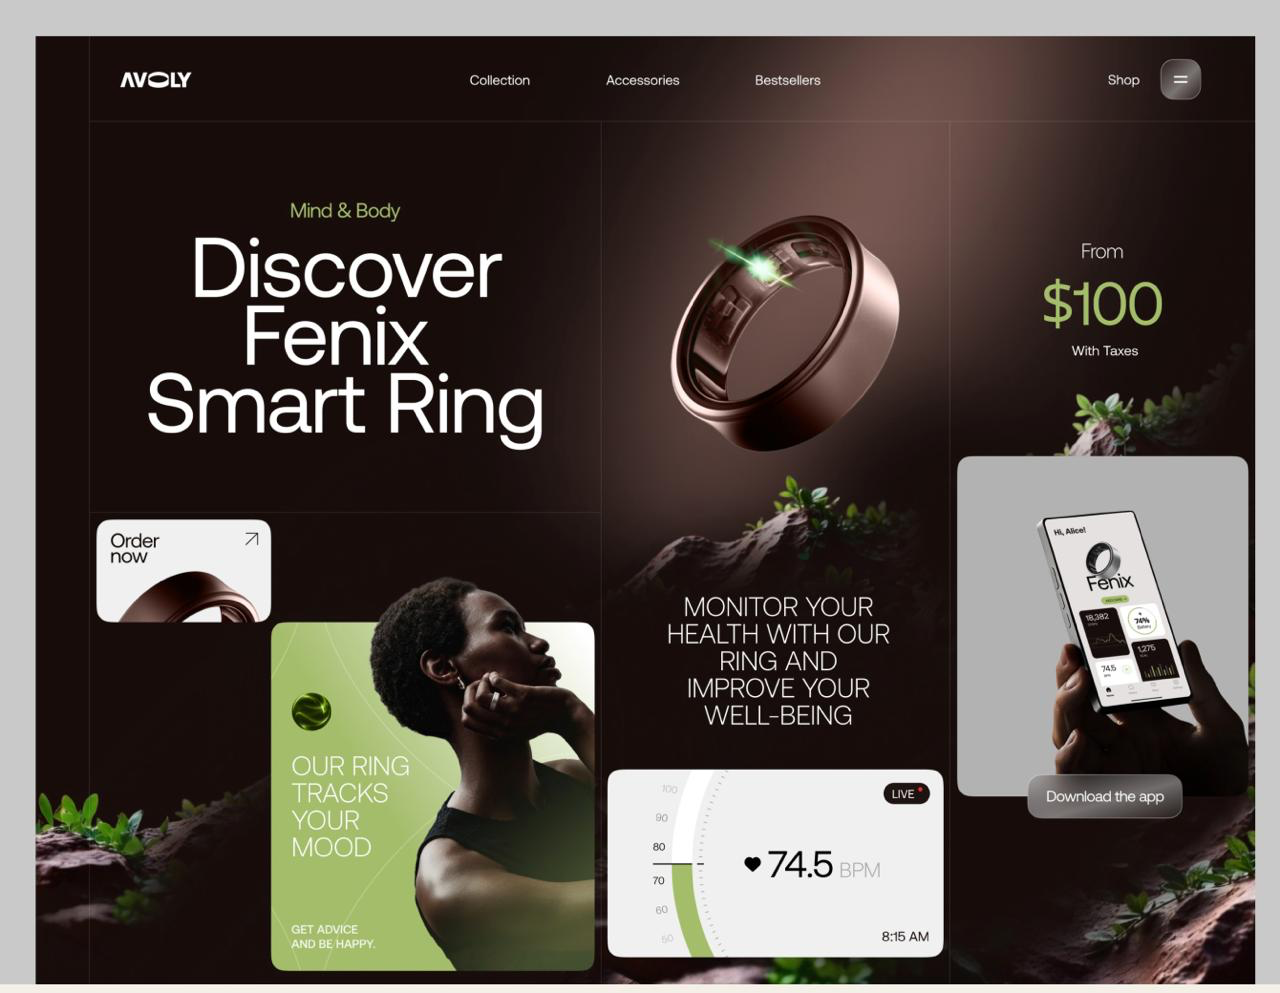 AVOLY
Collection
Accessories
Bestsellers
Shop
Mind & Body
Discover
Fenix
Smart Ring
From
$100
With Taxes
Order
now
OUR RING
TRACKS
YOUR
MOOD
GET ADVICE
AND BE HAPPY.
MONITOR YOUR
HEALTH WITH OUR
RING AND
IMPROVE YOUR
WELL-BEING
100
90
80
70
60
50
LIVE
74.5 BPM
8:15 AM
Hi, Alice!
Fenix
18,382
74%
Battery
1,275
74.5
Download the app